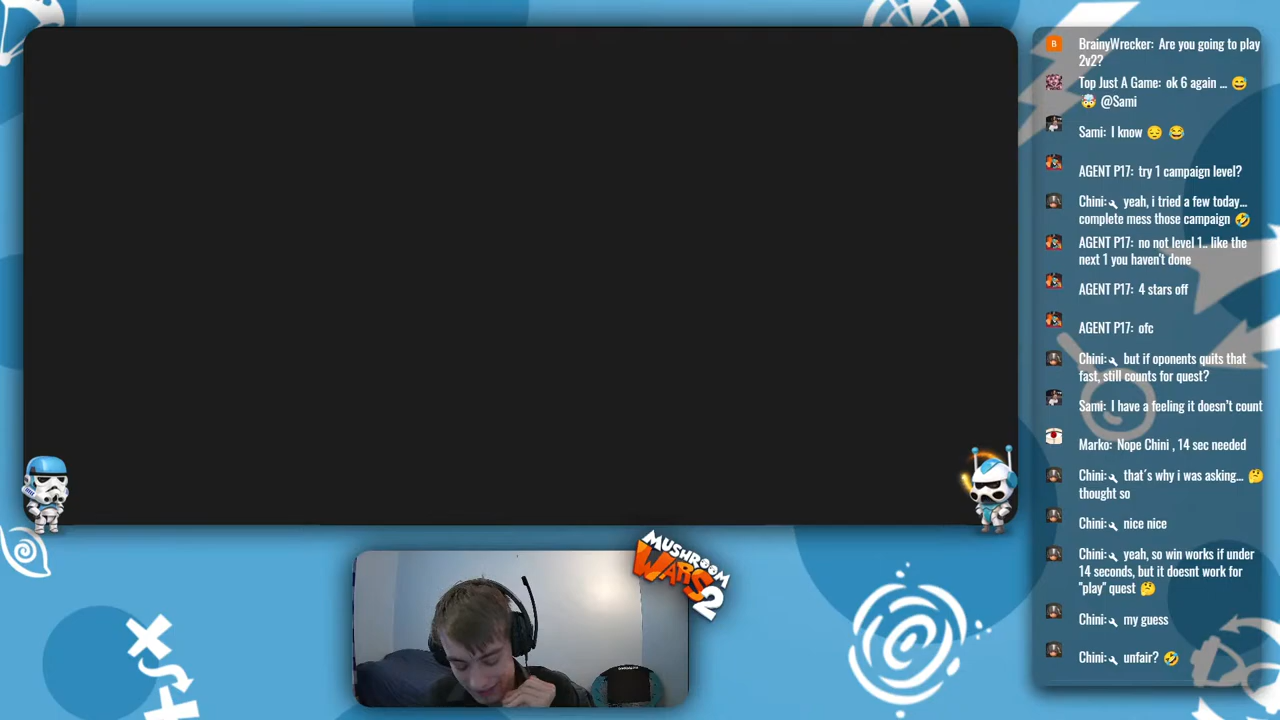 BrainyWrecker: Are you going to play
2v2?
Top Just A Game: ok 6 again ... 😅
🤯 @Sami
Sami: I know 😔 😂
AGENT P17: try 1 campaign level?
Chini: yeah, i tried a few today...
complete mess those campaign 🤣
AGENT P17: no not level 1.. like the
next 1 you haven't done
AGENT P17: 4 stars off
AGENT P17: ofc
Chini: but if oponents quits that
fast, still counts for quest?
Sami: I have a feeling it doesn't count
Marko: Nope Chini , 14 sec needed
Chini: that´s why i was asking... 🤔
thought so
Chini: nice nice
Chini: yeah, so win works if under
14 seconds, but it doesnt work for
"play" quest 🤔
Chini: my guess
Chini: unfair? 🤣
MUSHROOM
WARS
2